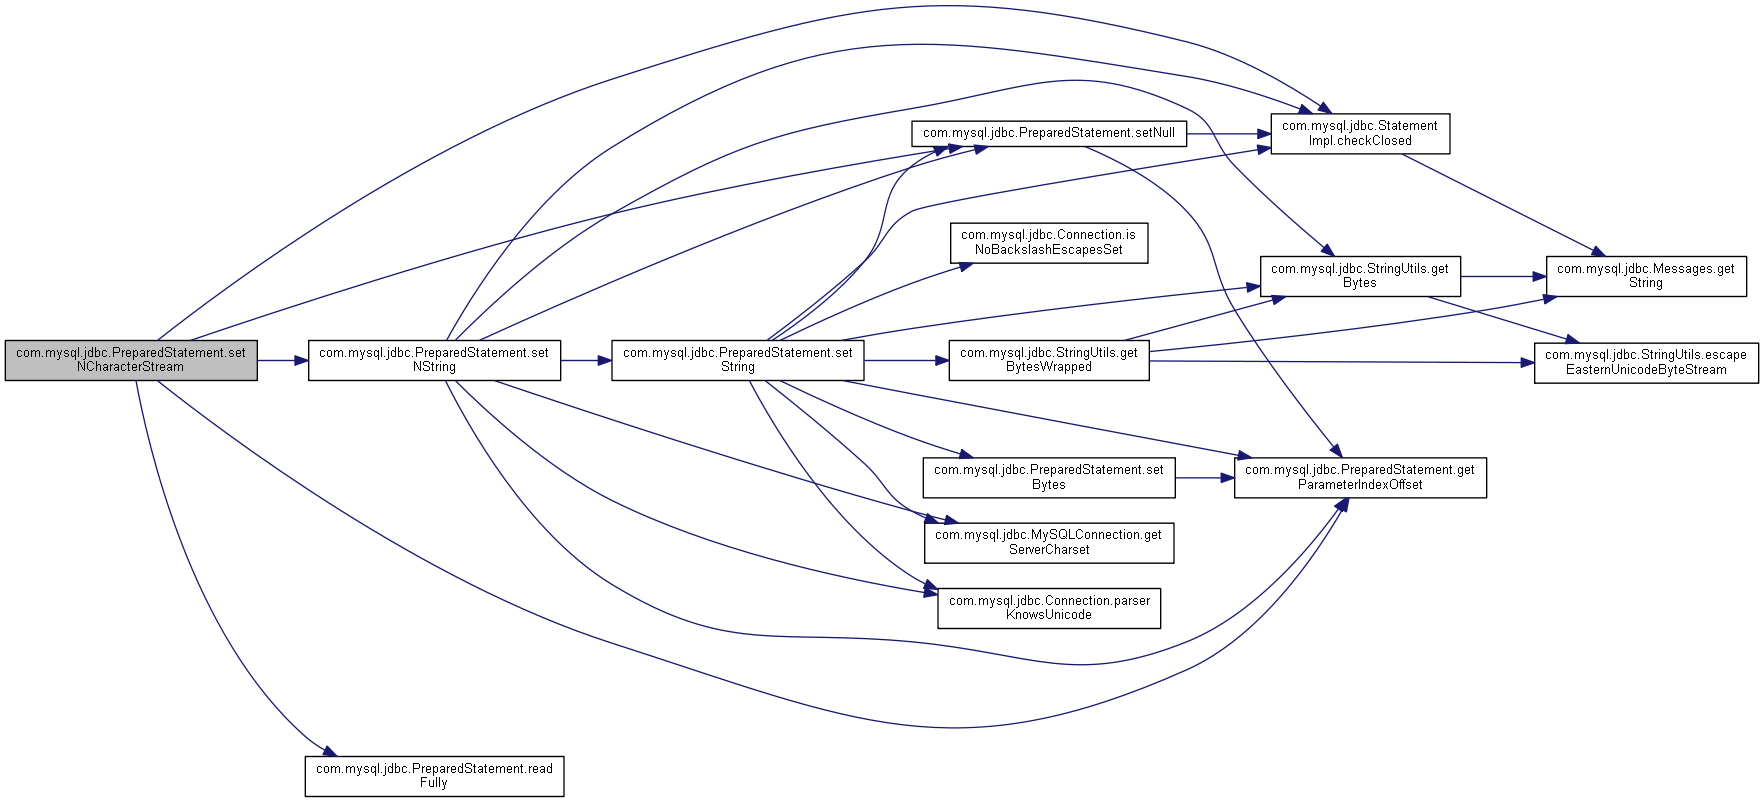 com.mysql.jdbc.PreparedStatement.set
NCharacterStream
com.mysql.jdbc.PreparedStatement.set
NString
com.mysql.jdbc.PreparedStatement.read
Fully
com.mysql.jdbc.PreparedStatement.set
String
com.mysql.jdbc.PreparedStatement.setNull
com.mysql.jdbc.Connection.is
NoBackslashEscapesSet
com.mysql.jdbc.StringUtils.get
BytesWrapped
com.mysql.jdbc.PreparedStatement.set
Bytes
com.mysql.jdbc.MySQLConnection.get
ServerCharset
com.mysql.jdbc.Connection.parser
KnowsUnicode
com.mysql.jdbc.Statement
Impl.checkClosed
com.mysql.jdbc.StringUtils.get
Bytes
com.mysql.jdbc.PreparedStatement.get
ParameterIndexOffset
com.mysql.jdbc.Messages.get
String
com.mysql.jdbc.StringUtils.escape
EasternUnicodeByteStream